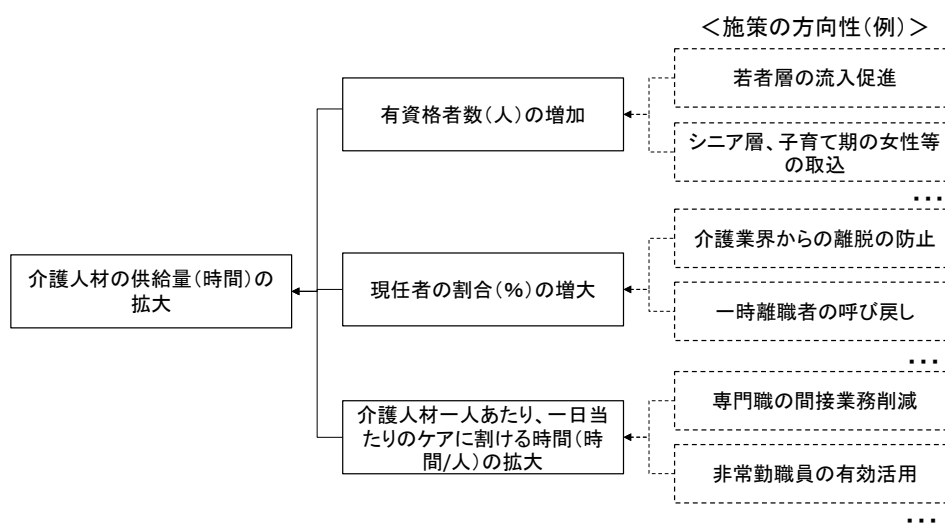 ＜施策の方向性（例）＞
若者層の流入促進
有資格者数（人）の増加
シニア層、子育て期の女性等
の取込
…
介護業界からの離脱の防止
介護人材の供給量（時間）の
拡大
現任者の割合（%）の増大
一時離職者の呼び戻し
…
専門職の間接業務削減
介護人材一人あたり、一日当
たりのケアに割ける時間（時
間/人）の拡大
非常勤職員の有効活用
…